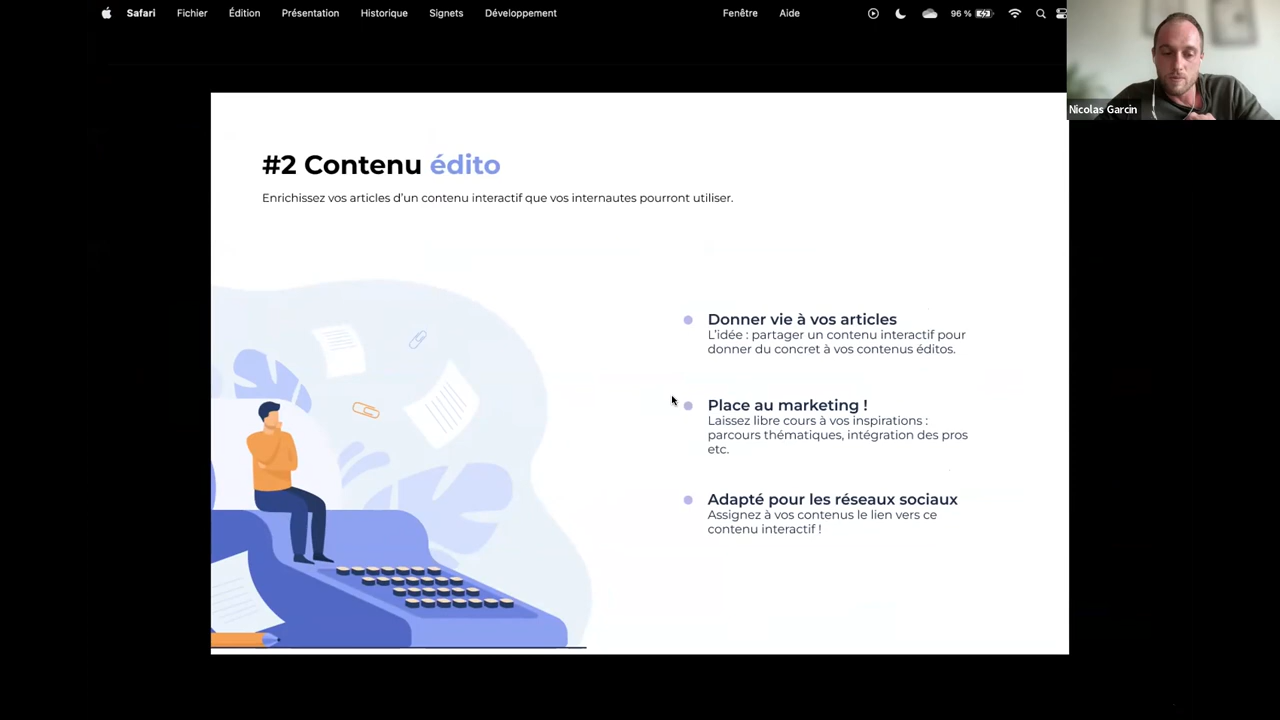 Safari Fichier Édition Présentation Historique Signets Développement Fenêtre Aide 96 %
Nicolas Garcin
#2 Contenu édito
Enrichissez vos articles d'un contenu interactif que vos internautes pourront utiliser.
Donner vie à vos articles
L'idée : partager un contenu interactif pour
donner du concret à vos contenus éditos.
Place au marketing !
Laissez libre cours à vos inspirations :
parcours thématiques, intégration des pros
etc.
Adapté pour les réseaux sociaux
Assignez à vos contenus le lien vers ce
contenu interactif !